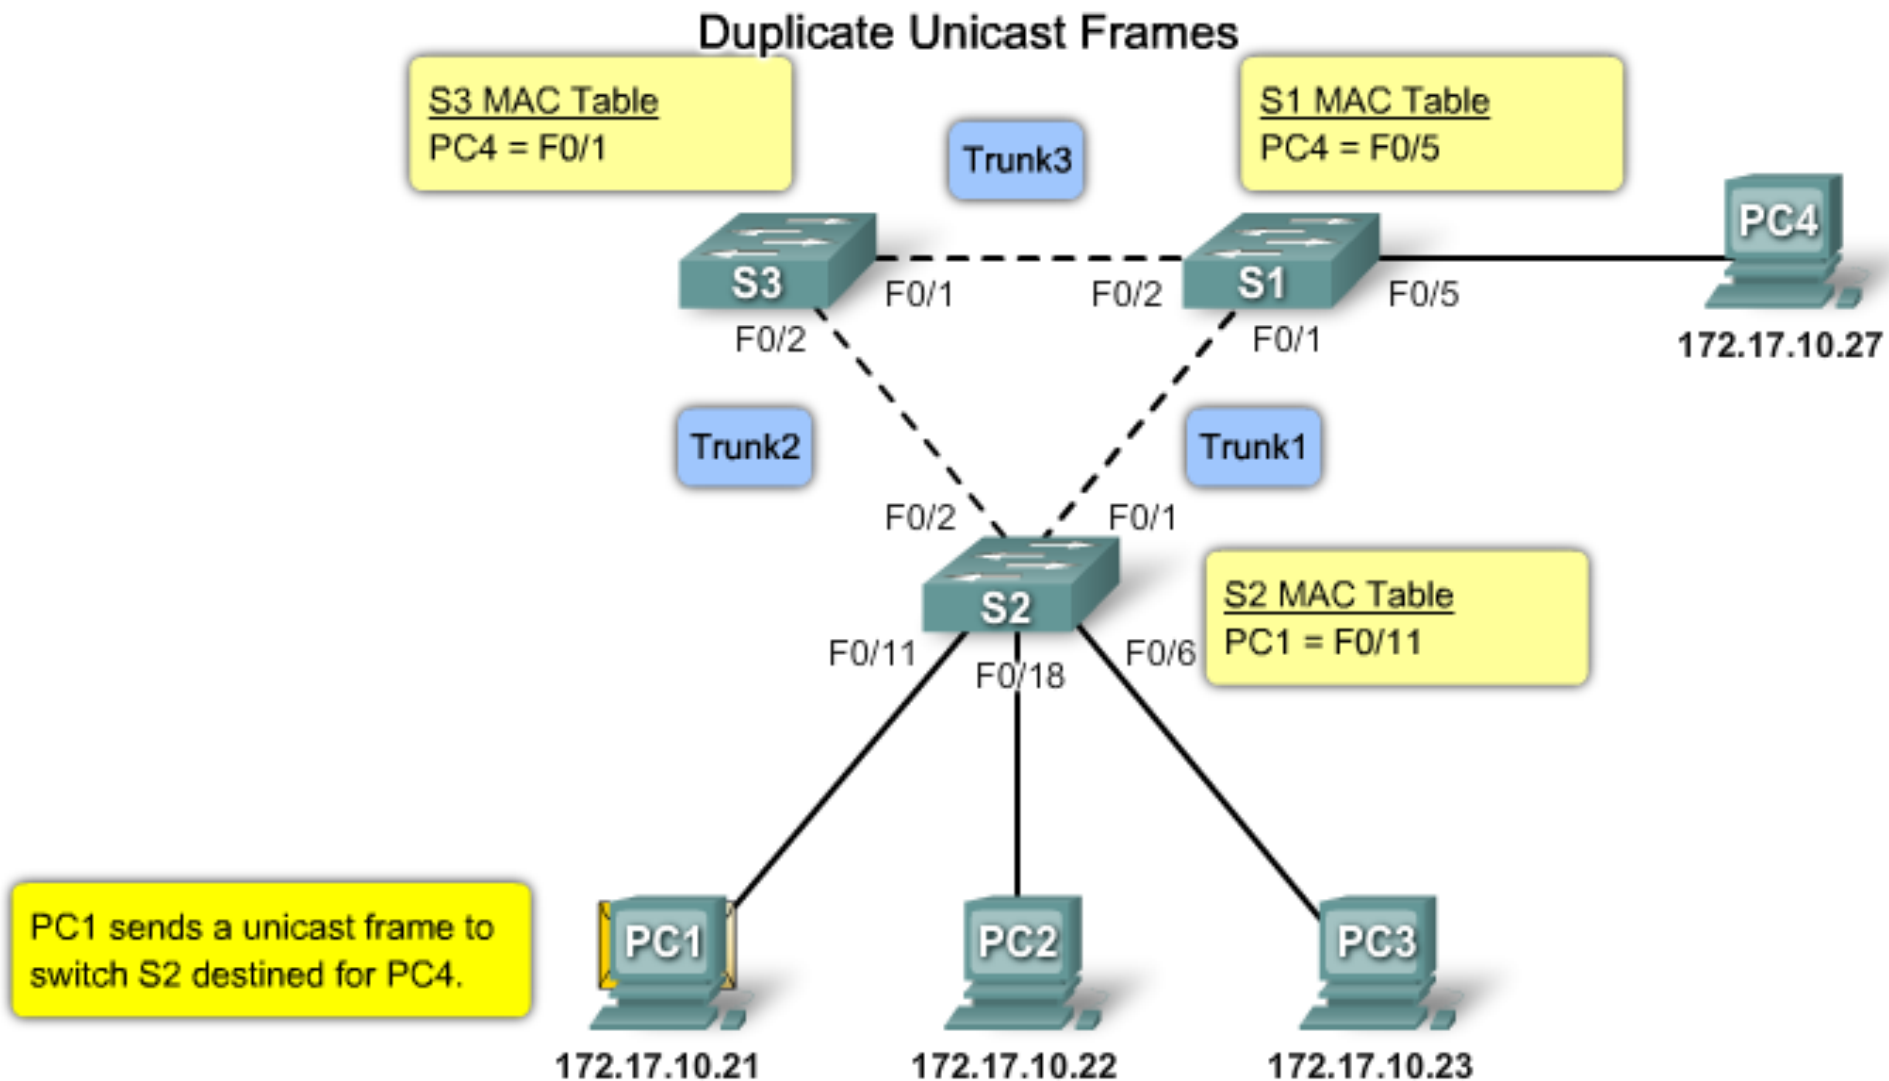 Duplicate Unicast Frames
S3 MAC Table
PC4 = F0/1
Trunk3
S1 MAC Table
PC4 = F0/5
PC4
S3
F0/1
F0/2
S1
F0/5
F0/2
F0/1
172.17.10.27
Trunk2
Trunk1
F0/2
F0/1
S2
S2 MAC Table
PC1 = F0/11
F0/11
F0/18
F0/6
PC1 sends a unicast frame to
switch S2 destined for PC4.
PC1
PC2
PC3
172.17.10.21
172.17.10.22
172.17.10.23